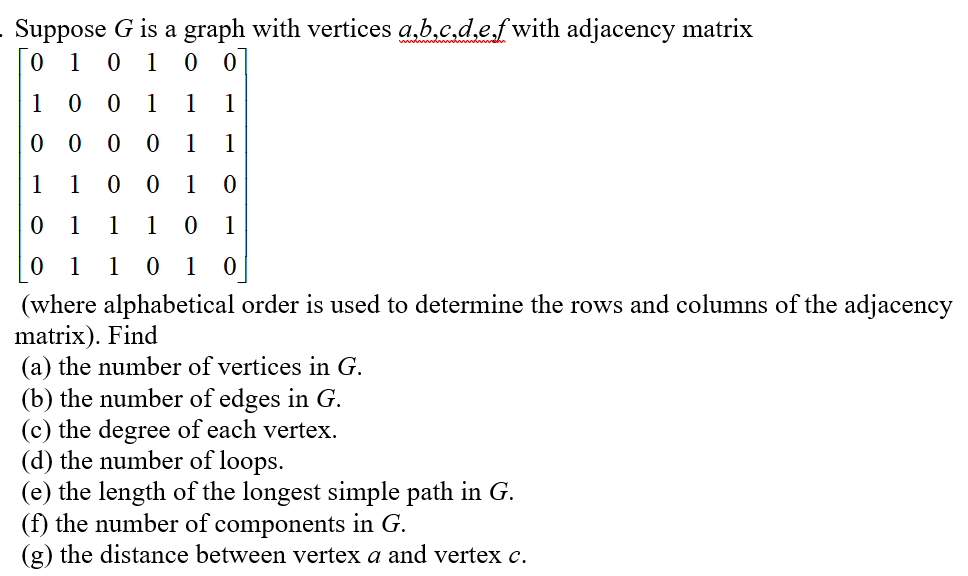 . Suppose G is a graph with vertices a,b,c,d,e,f with adjacency matrix
0 1 0 1 0 0
1 0 0 1 1 1
0 0 0 0 1 1
1 1 0 0 1 0
0 1 1 1 0 1
0 1 1 0 1 0
(where alphabetical order is used to determine the rows and columns of the adjacency
matrix). Find
(a) the number of vertices in G.
(b) the number of edges in G.
(c) the degree of each vertex.
(d) the number of loops.
(e) the length of the longest simple path in G.
(f) the number of components in G.
(g) the distance between vertex a and vertex c.